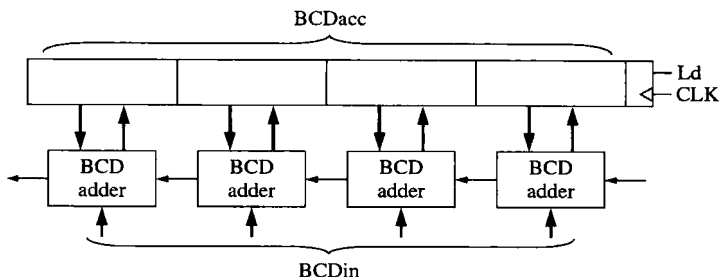 BCDacc
Ld
CLK
BCD adder
BCD adder
BCD adder
BCD adder
BCDin